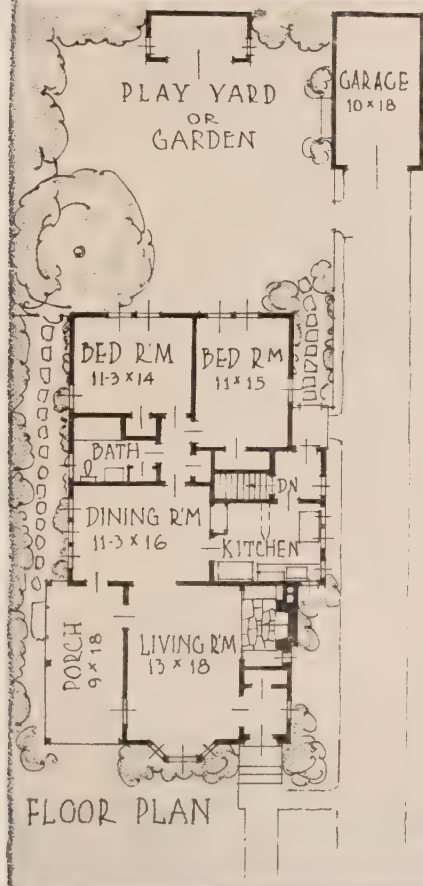 PLAY YARD
OR
GARDEN
GARAGE
10 x 18
BED R'M
11-3 x 14
BED RM
11 x 15
BATH
DN
DINING R'M
11-3 x 16
KITCHEN
PORCH
9 x 18
LIVING R'M
13 x 18
FLOOR PLAN